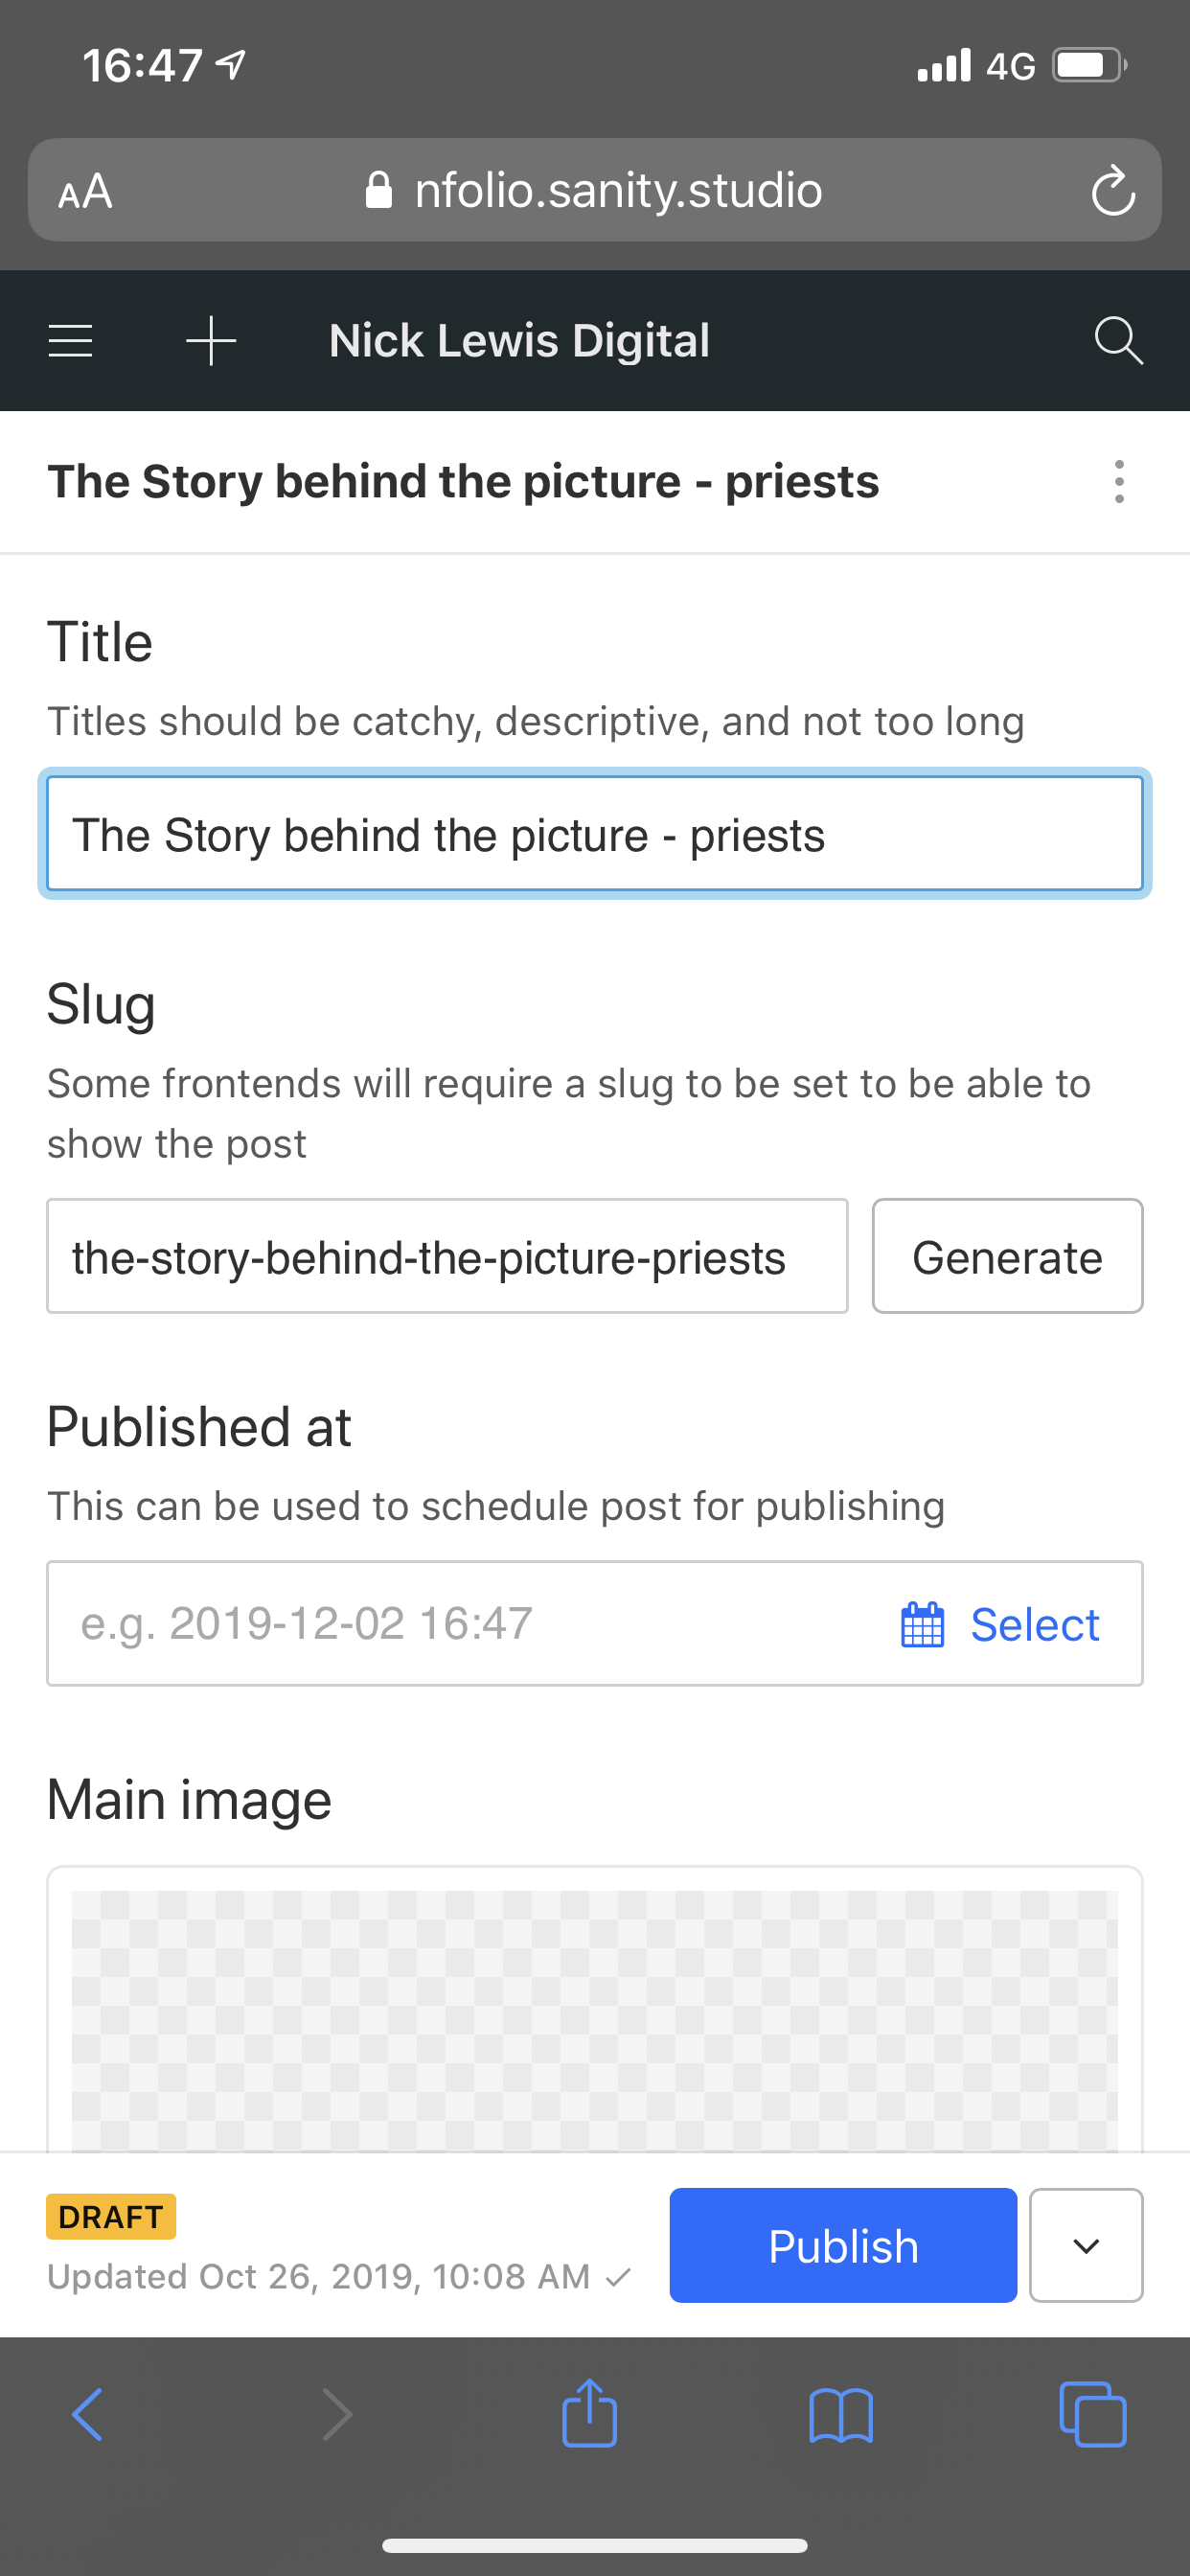 16:47 4G
AA nfolio.sanity.studio
Nick Lewis Digital
The Story behind the picture - priests
Title
Titles should be catchy, descriptive, and not too long
The Story behind the picture - priests
Slug
Some frontends will require a slug to be set to be able to
show the post
the-story-behind-the-picture-priests Generate
Published at
This can be used to schedule post for publishing
e.g. 2019-12-02 16:47 Select
Main image
DRAFT
Updated Oct 26, 2019, 10:08 AM
Publish